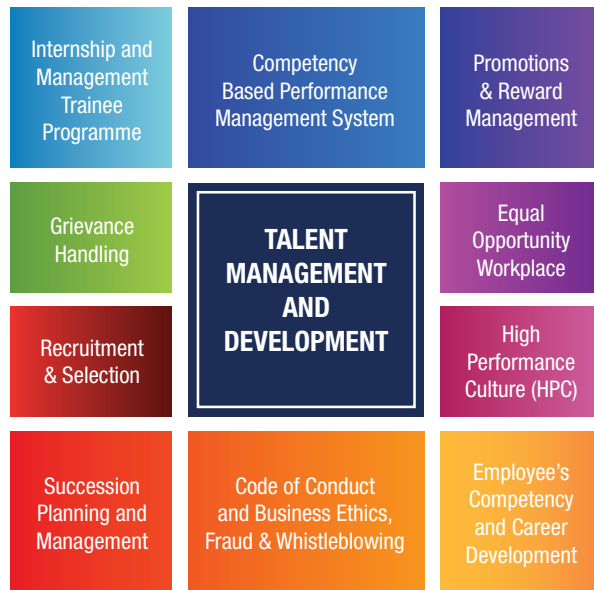 Internship and
Management
Trainee
Programme
Competency
Based Performance
Management System
Promotions
& Reward
Management
Grievance
Handling
TALENT
MANAGEMENT
AND
DEVELOPMENT
Equal
Opportunity
Workplace
Recruitment
& Selection
High
Performance
Culture (HPC)
Succession
Planning and
Management
Code of Conduct
and Business Ethics,
Fraud & Whistleblowing
Employee’s
Competency
and Career
Development